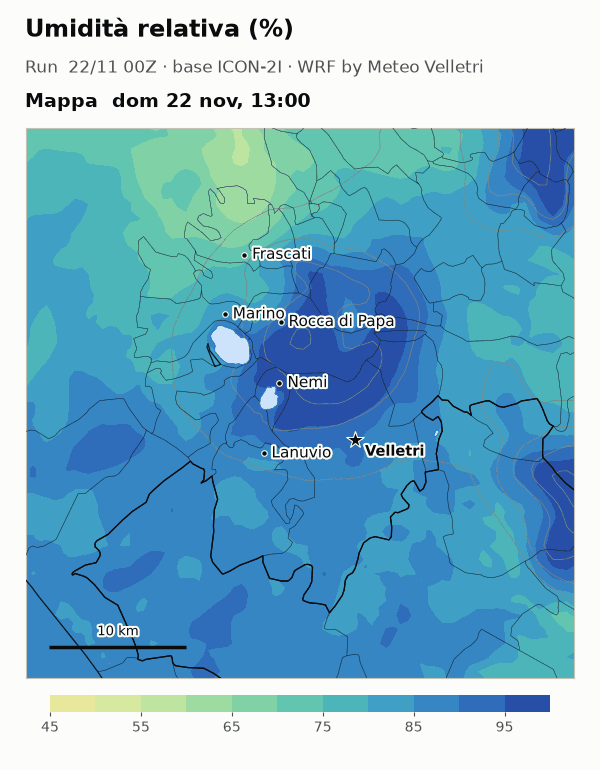 Umidità relativa (%)
Run  22/11 00Z · base ICON-2I · WRF by Meteo Velletri
Mappa  dom 22 nov, 13:00
Frascati
Marino
Rocca di Papa
Nemi
Lanuvio
Velletri
10 km
45 55 65 75 85 95